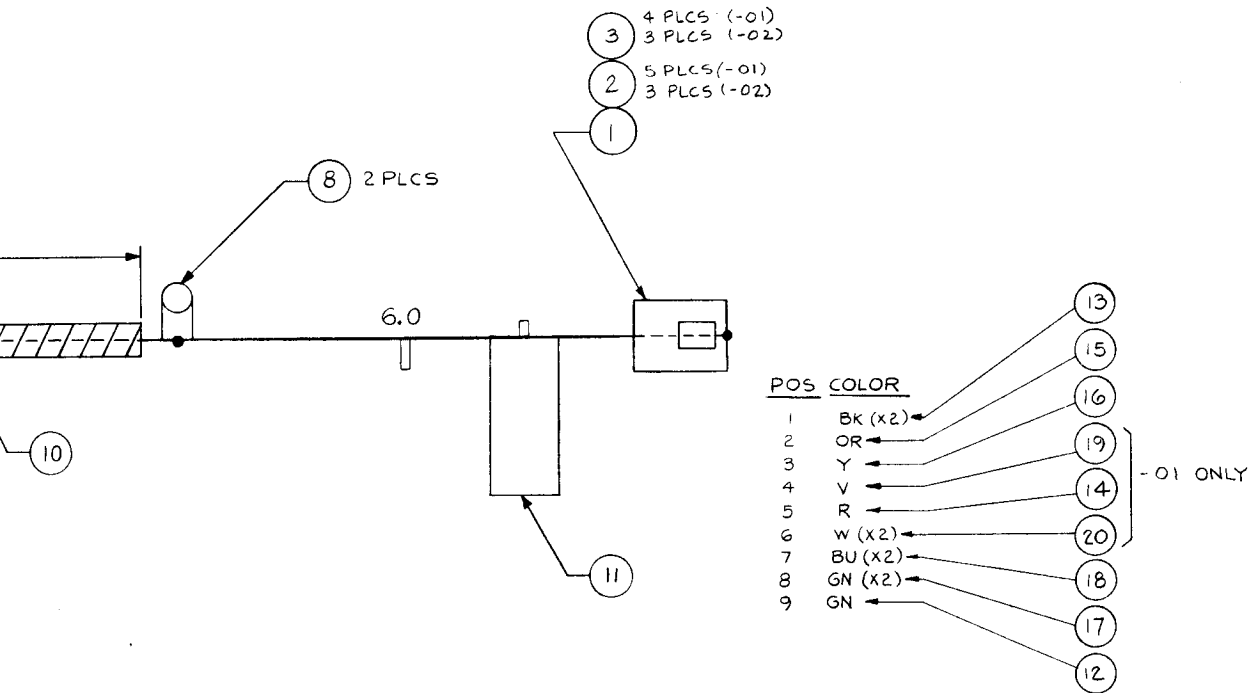 3 4 PLCS (-01)
3 PLCS (-02)
2 5 PLCS (-01)
3 PLCS (-02)
1
8 2 PLCS
6.0
10
11
POS COLOR
1 BK (X2) 13
2 OR 15
3 Y 16
4 V 19
5 R 14
6 W (X2) 20
7 BU (X2) 18
8 GN (X2) 17
9 GN 12
-01 ONLY